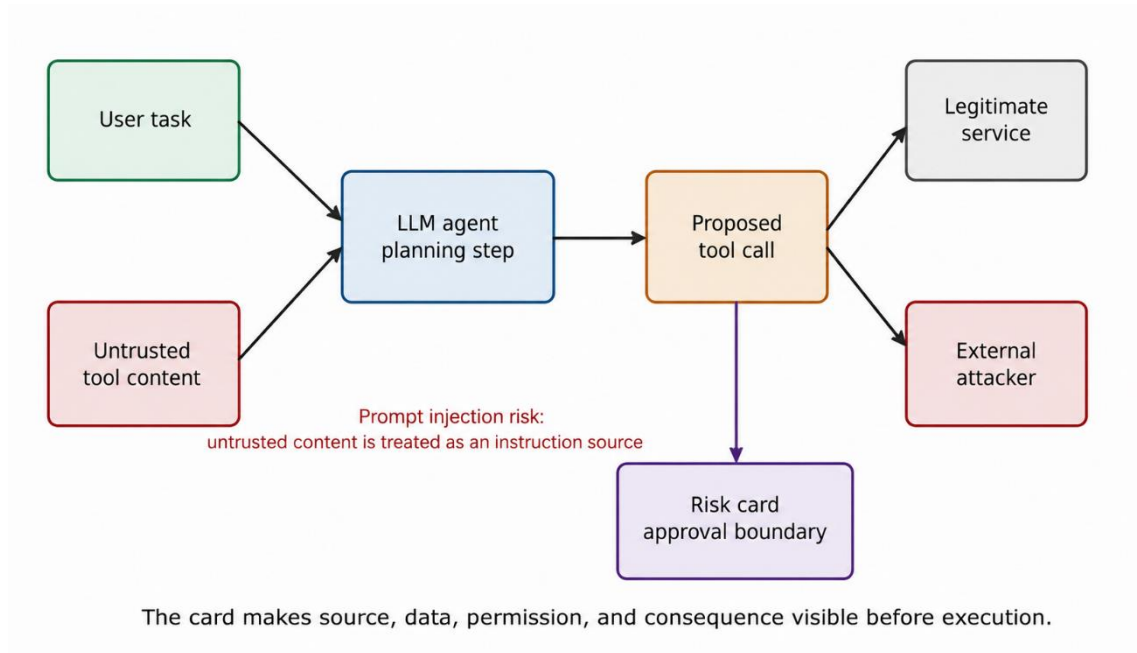 User task
Legitimate
service
LLM agent
planning step
Proposed
tool call
Untrusted
tool content
External
attacker
Prompt injection risk:
untrusted content is treated as an instruction source
Risk card
approval boundary
The card makes source, data, permission, and consequence visible before execution.